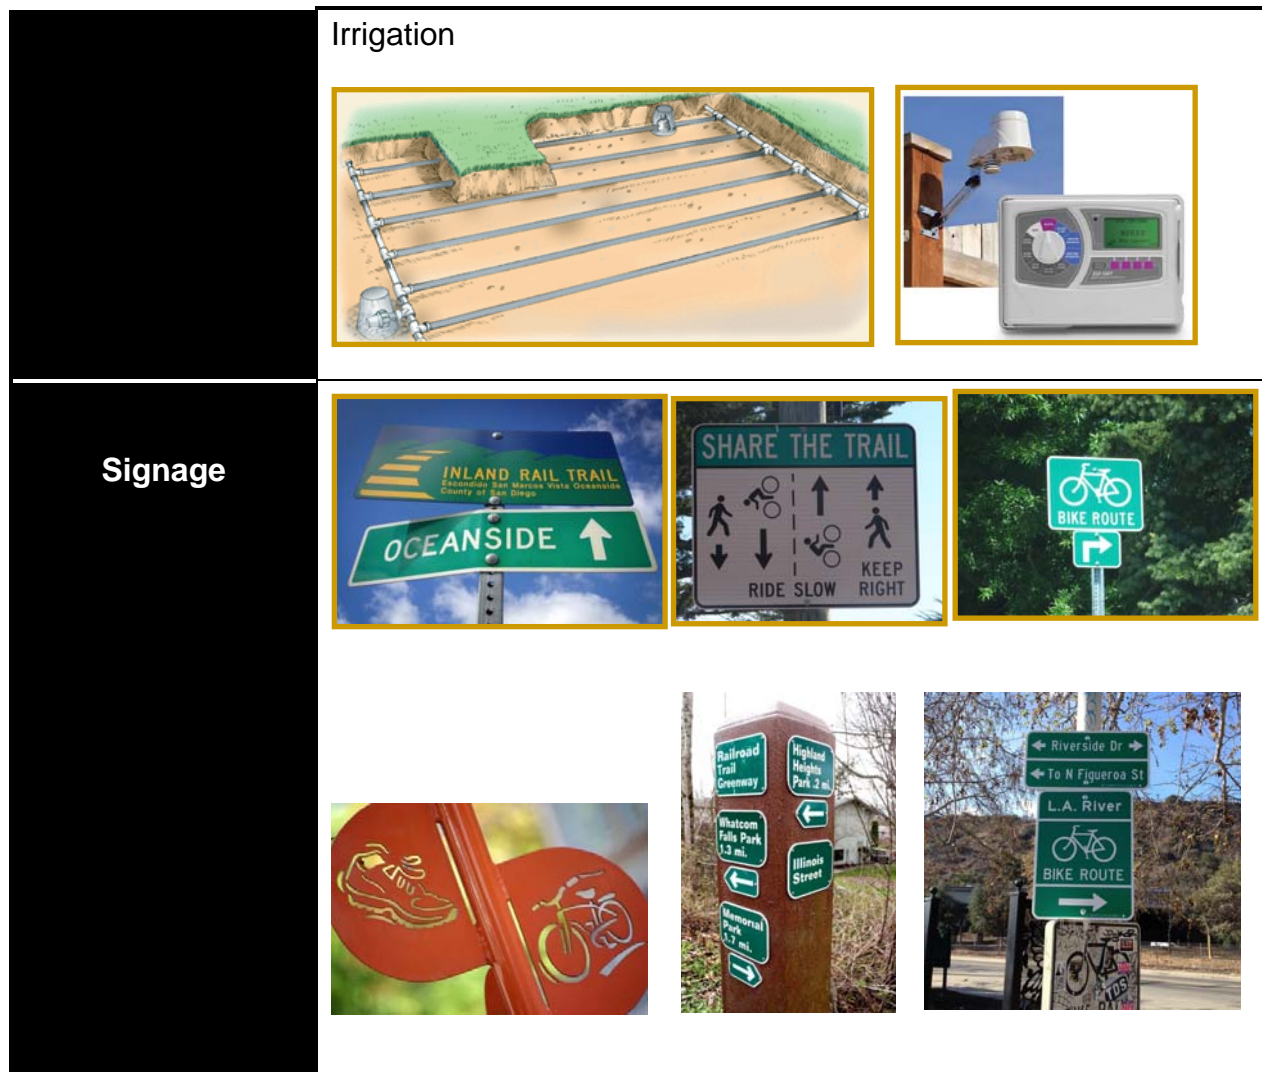 Irrigation
Signage
INLAND RAIL TRAIL
Escondido San Marcos Vista Oceanside
County of San Diego
OCEANSIDE
SHARE THE TRAIL
RIDE SLOW
KEEP
RIGHT
BIKE ROUTE
Railroad
Trail
Greenway
Whatcom
Falls Park
1.3 mi.
Memorial
Park
1.7 mi.
Highland
Heights
Park .2 mi.
Illinois
Street
Riverside Dr
To N Figueroa St
L.A. River
BIKE ROUTE
TDS